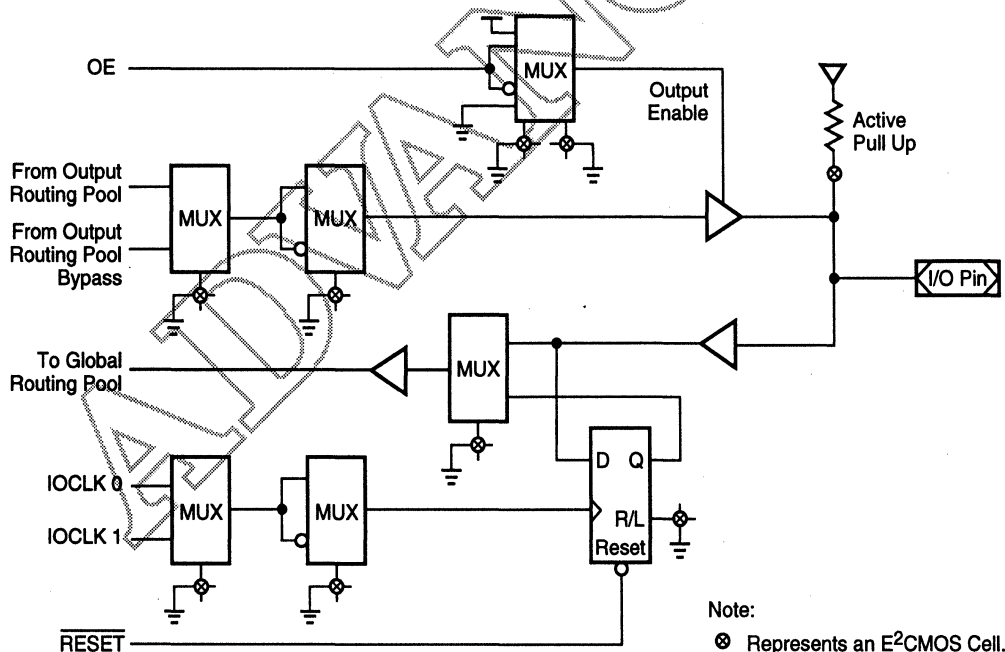 OE
MUX
Output
Enable
Active
Pull Up
From Output
Routing Pool
From Output
Routing Pool
Bypass
MUX
MUX
I/O Pin
To Global
Routing Pool
MUX
D Q
R/L
Reset
IOCLK 0
IOCLK 1
MUX
MUX
RESET
Note:
⊗ Represents an E²CMOS Cell.